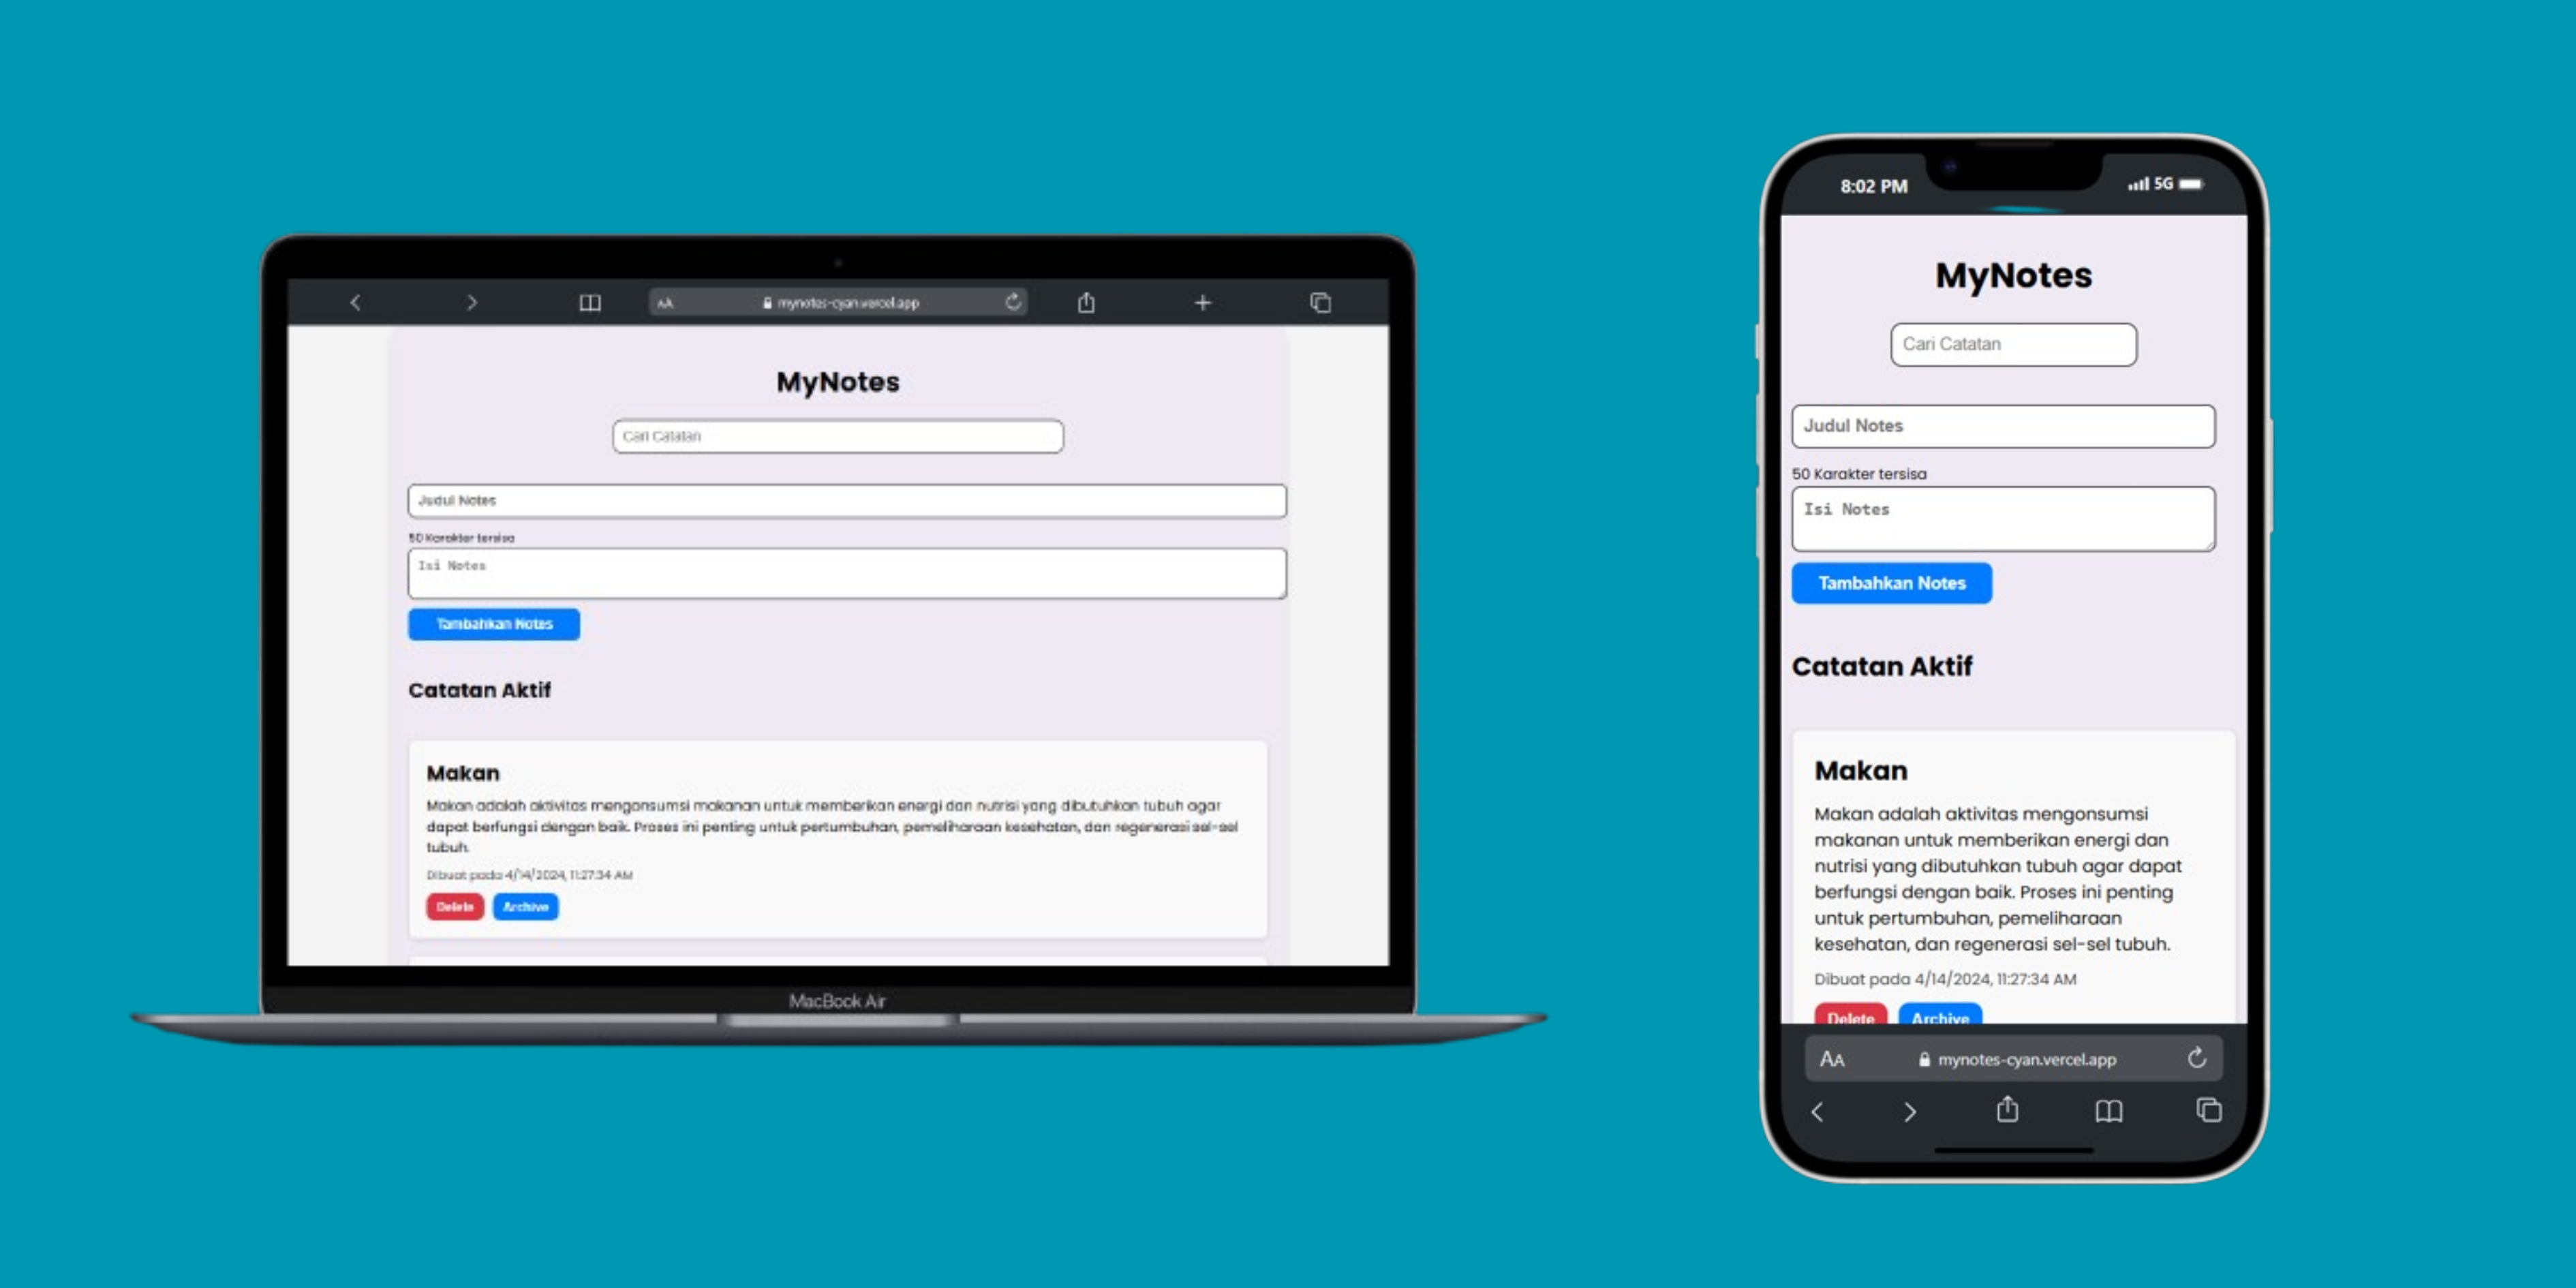 AA mynotes-cyan.vercel.app
MyNotes
Cari Catatan
Judul Notes
50 Karakter tersisa
Isi Notes
Tambahkan Notes
Catatan Aktif
Makan
Makan adalah aktivitas mengonsumsi makanan untuk memberikan energi dan nutrisi yang dibutuhkan tubuh agar
dapat berfungsi dengan baik. Proses ini penting untuk pertumbuhan, pemeliharaan kesehatan, dan regenerasi sel-sel
tubuh.
Dibuat pada 4/14/2024, 11:27:34 AM
Delete Archive
MacBook Air
8:02 PM 5G
MyNotes
Cari Catatan
Judul Notes
50 Karakter tersisa
Isi Notes
Tambahkan Notes
Catatan Aktif
Makan
Makan adalah aktivitas mengonsumsi
makanan untuk memberikan energi dan
nutrisi yang dibutuhkan tubuh agar dapat
berfungsi dengan baik. Proses ini penting
untuk pertumbuhan, pemeliharaan
kesehatan, dan regenerasi sel-sel tubuh.
Dibuat pada 4/14/2024, 11:27:34 AM
Delete Archive
AA mynotes-cyan.vercel.app